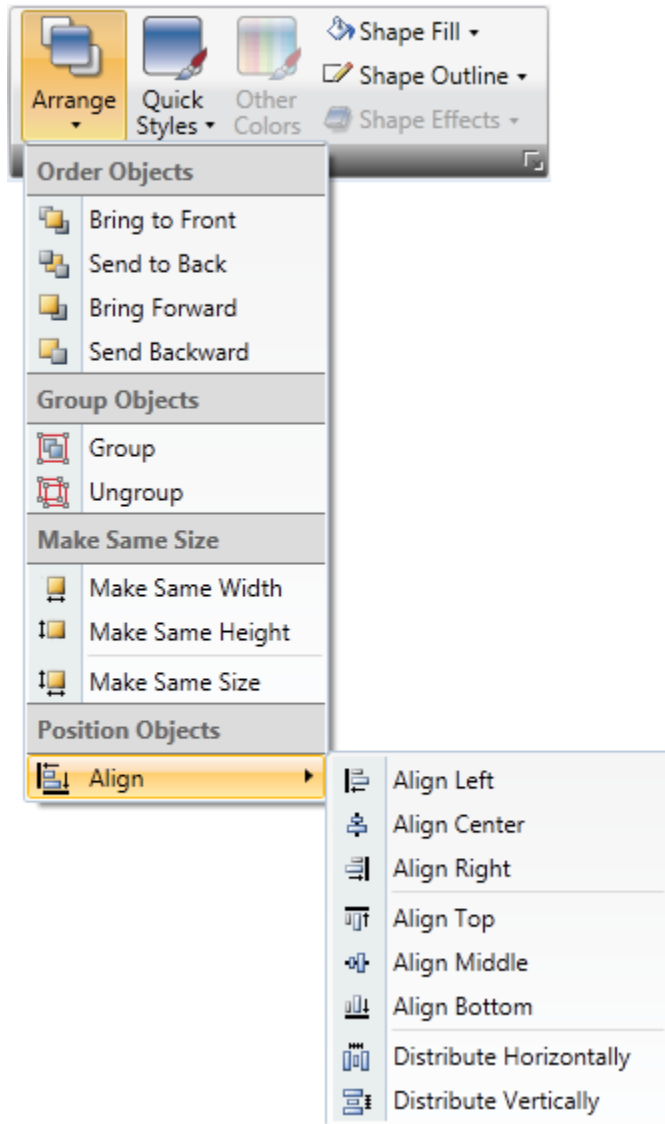 Arrange
Quick Styles
Other Colors
Shape Fill
Shape Outline
Shape Effects
Order Objects
Bring to Front
Send to Back
Bring Forward
Send Backward
Group Objects
Group
Ungroup
Make Same Size
Make Same Width
Make Same Height
Make Same Size
Position Objects
Align
Align Left
Align Center
Align Right
Align Top
Align Middle
Align Bottom
Distribute Horizontally
Distribute Vertically